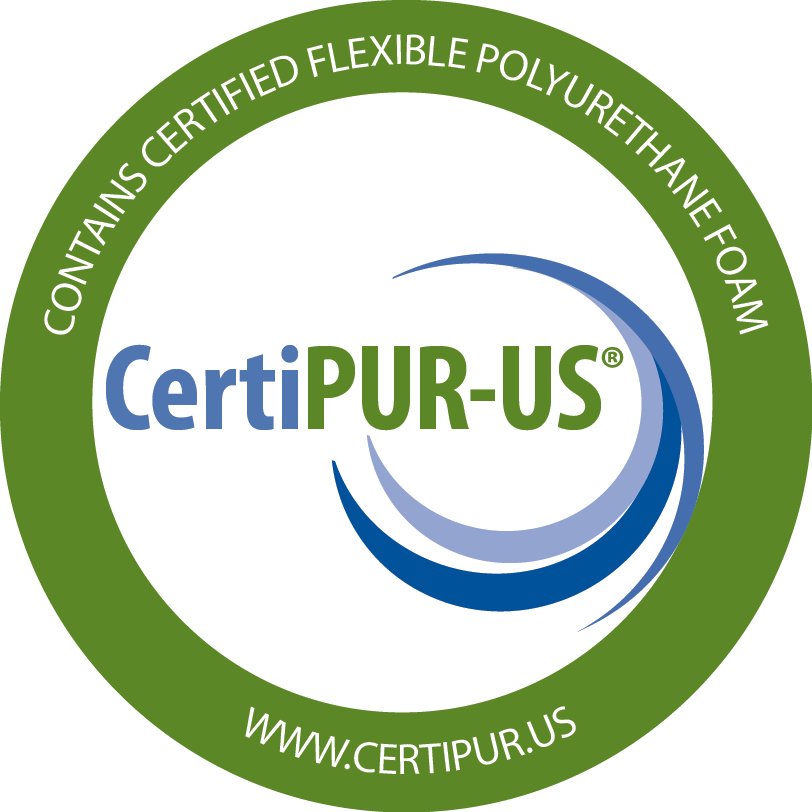 CONTAINS CERTIFIED FLEXIBLE POLYURETHANE FOAM
CertiPUR-US®
WWW.CERTIPUR.US